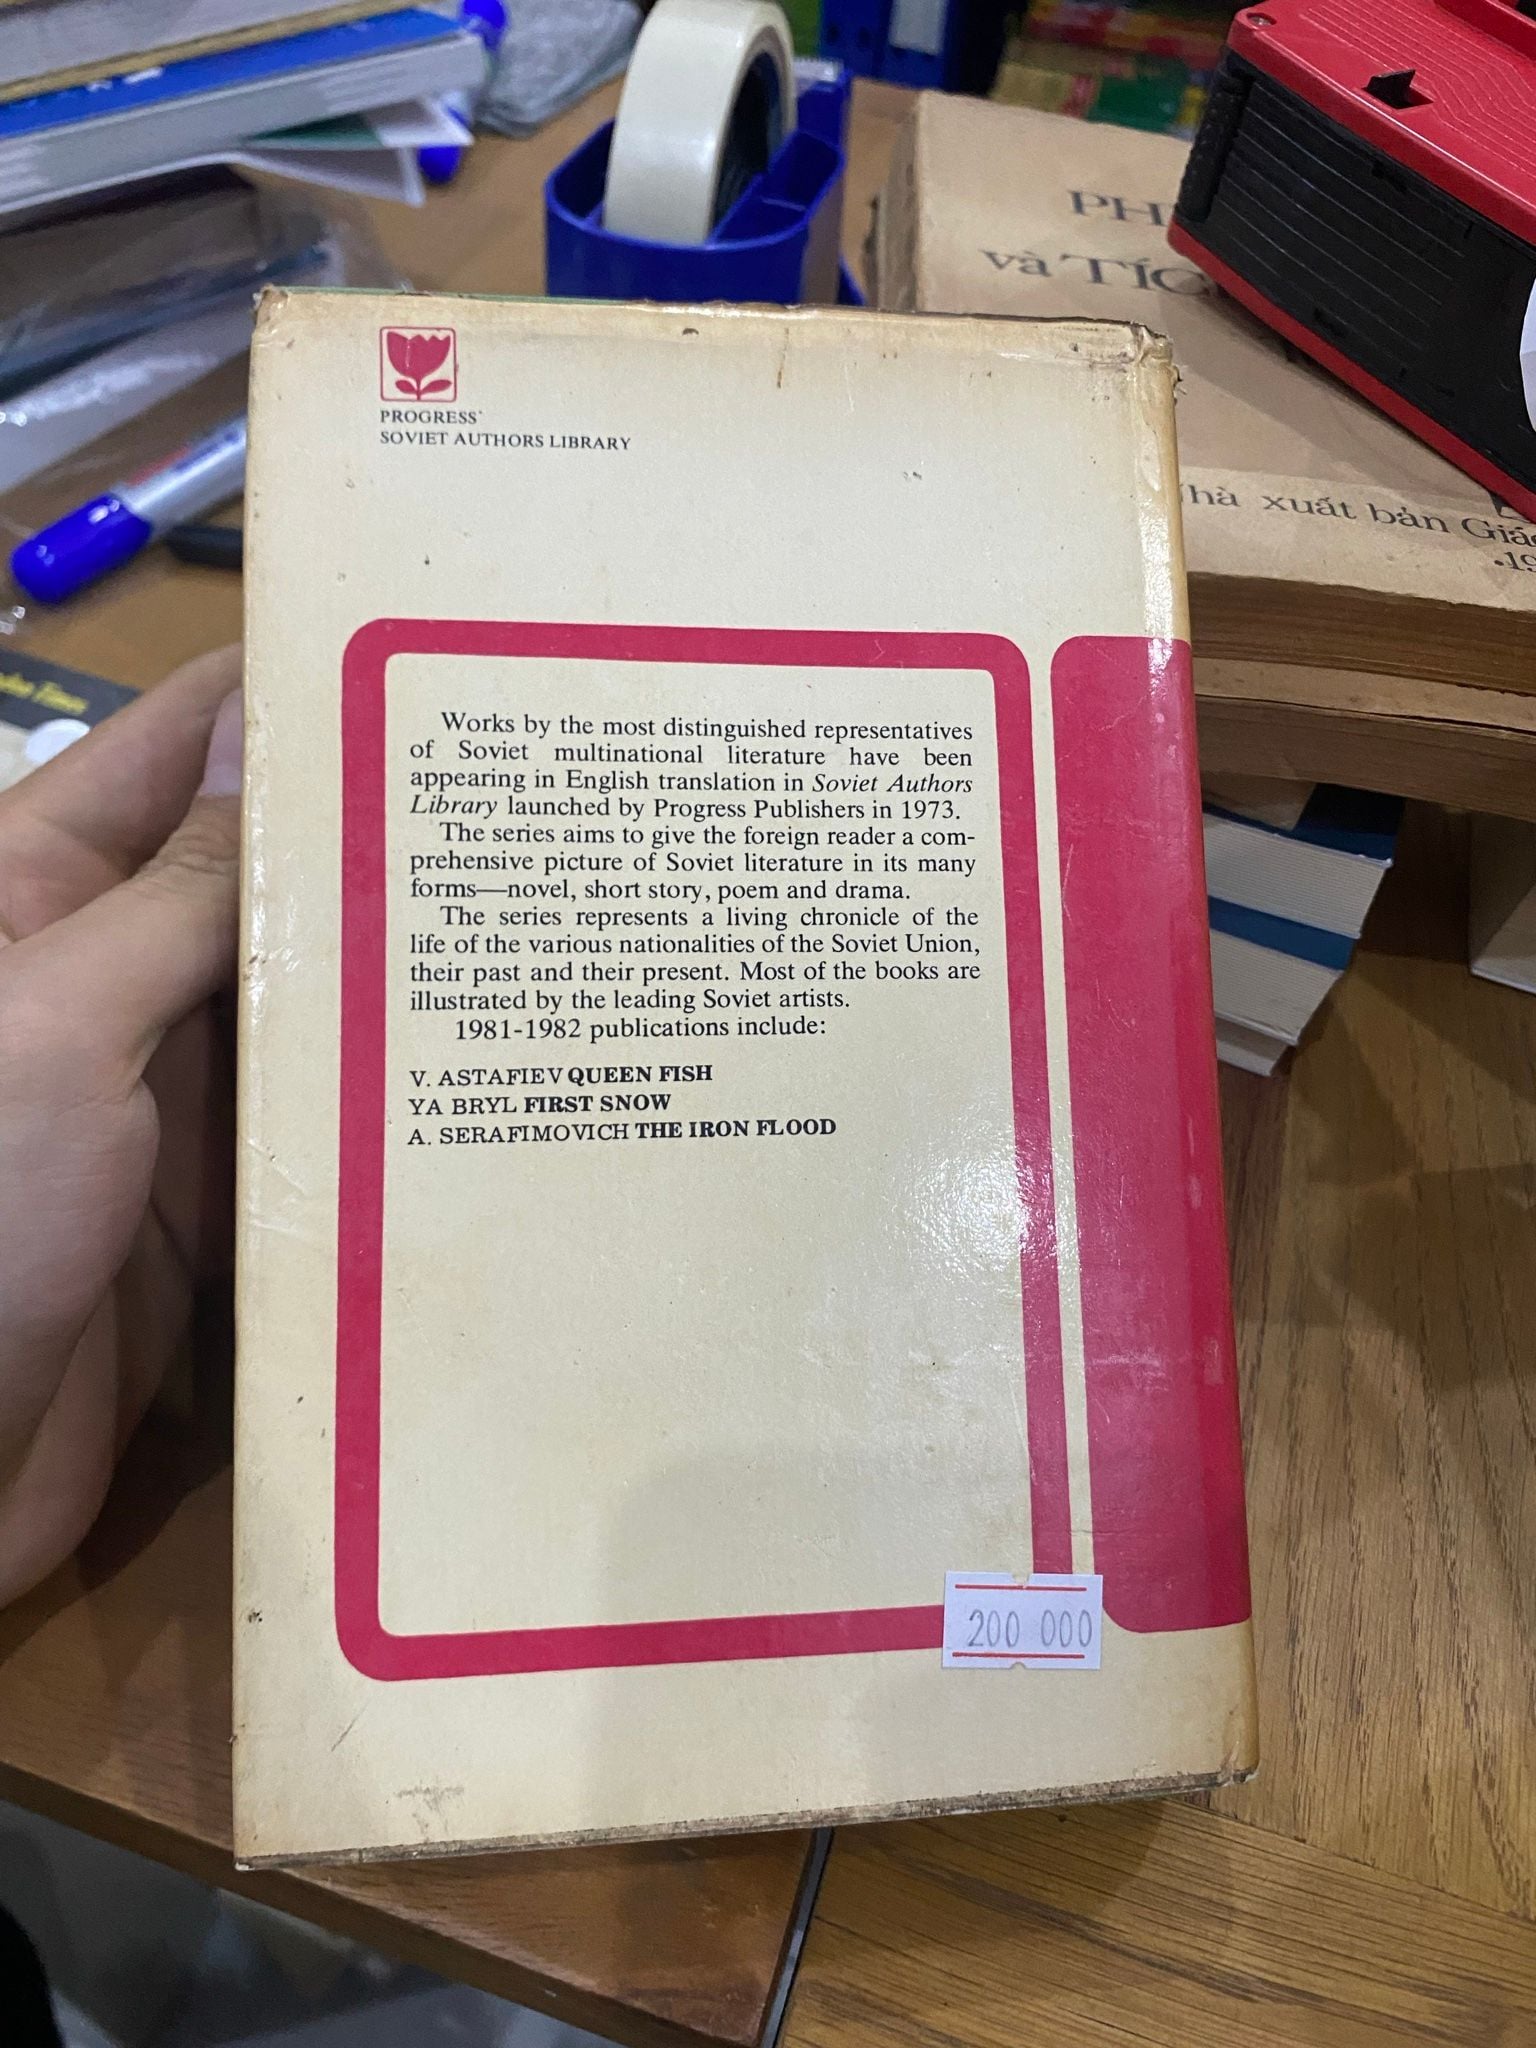 PROGRESS
SOVIET AUTHORS LIBRARY
Works by the most distinguished representatives
of Soviet multinational literature have been
appearing in English translation in Soviet Authors
Library launched by Progress Publishers in 1973.
The series aims to give the foreign reader a com-
prehensive picture of Soviet literature in its many
forms—novel, short story, poem and drama.
The series represents a living chronicle of the
life of the various nationalities of the Soviet Union,
their past and their present. Most of the books are
illustrated by the leading Soviet artists.
1981-1982 publications include:
V. ASTAFIEV QUEEN FISH
YA BRYL FIRST SNOW
A. SERAFIMOVICH THE IRON FLOOD
200 000
PH
và TÍC
hà xuất bản Giá